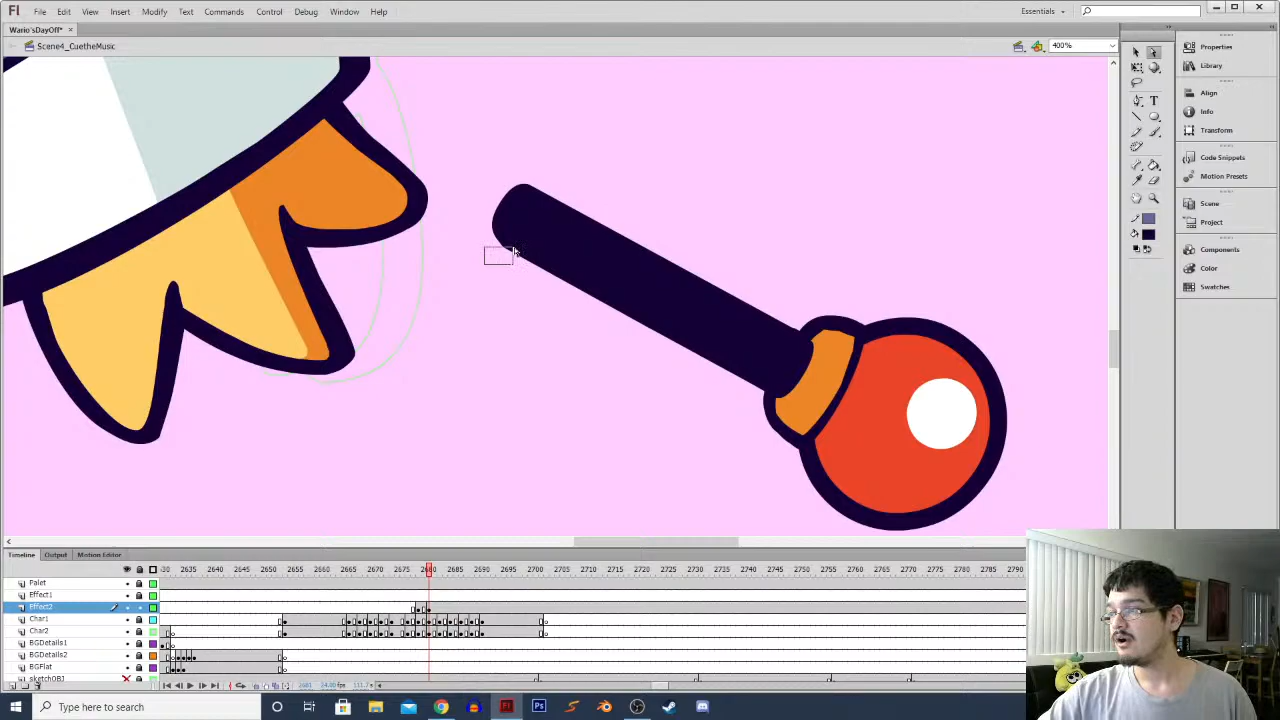 Fl File Edit View Insert Modify Text Commands Control Debug Window Help Essentials
Wario'sDayOff* ×
Scene4_CuetheMusic 400%
Properties
Library
Align
Info
Transform
Code Snippets
Motion Presets
Scene
Project
Components
Color
Swatches
Timeline Output Motion Editor
2635 2640 2645 2650 2655 2660 2665 2670 2675 2680 2685 2690 2695 2700 2705 2710 2715 2720 2725 2730 2735 2740 2745 2750 2755 2760 2765 2770 2775 2780 2785 2790
Palet
Effect1
Effect2
Char1
Char2
BGDetails1
BGDetails2
BGFlat
sketchOBJ
Type here to search